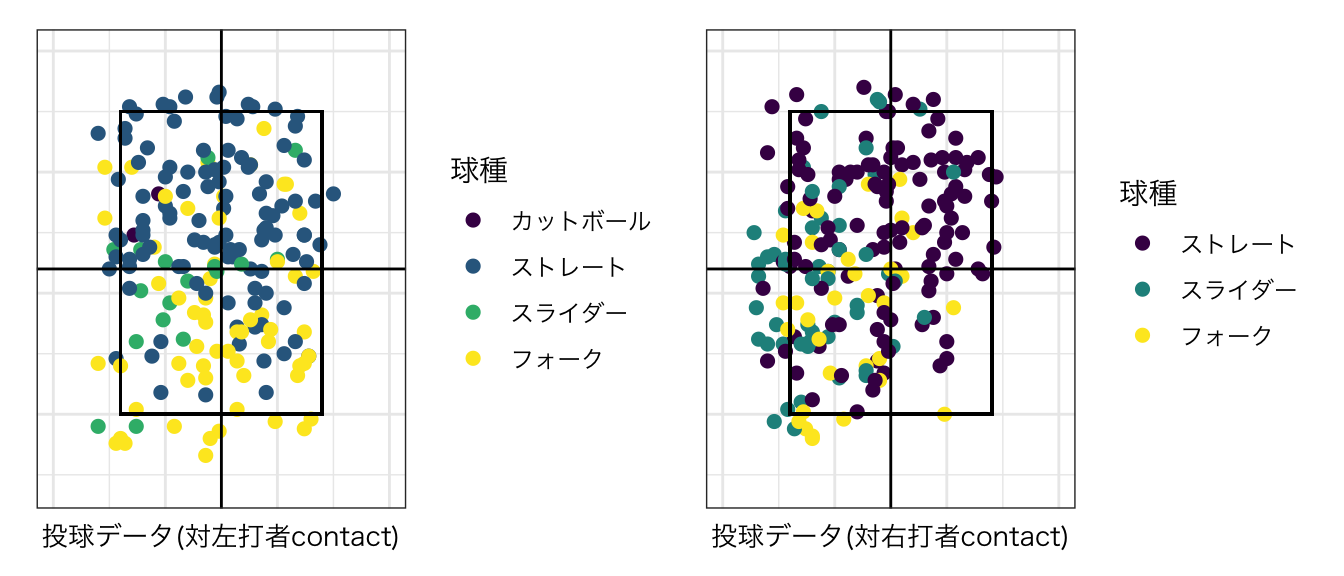 球種
カットボール
ストレート
スライダー
フォーク
投球データ(対左打者contact)
球種
ストレート
スライダー
フォーク
投球データ(対右打者contact)